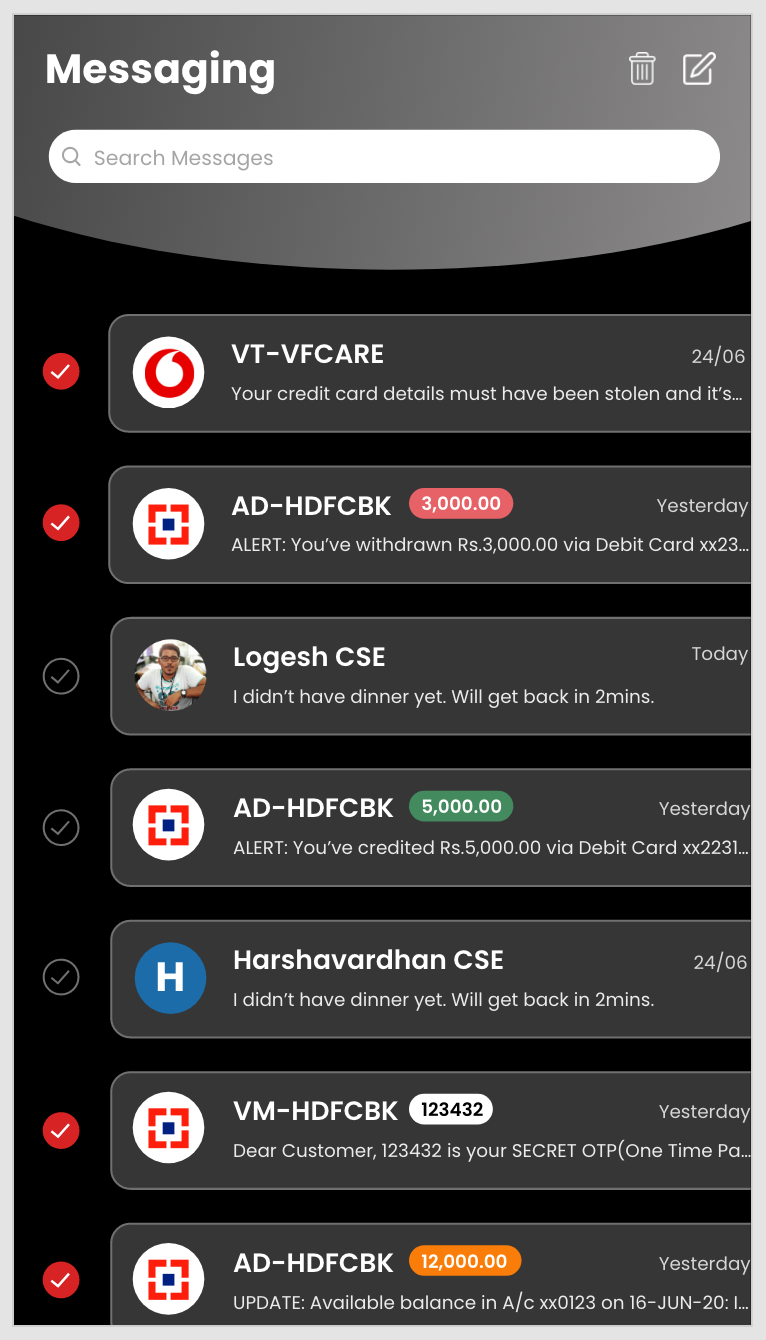 Messaging
Search Messages
VT-VFCARE
24/06
Your credit card details must have been stolen and it’s...
AD-HDFCBK 3,000.00
Yesterday
ALERT: You’ve withdrawn Rs.3,000.00 via Debit Card xx23...
Logesh CSE
Today
I didn’t have dinner yet. Will get back in 2mins.
AD-HDFCBK 5,000.00
Yesterday
ALERT: You’ve credited Rs.5,000.00 via Debit Card xx2231...
H
Harshavardhan CSE
24/06
I didn’t have dinner yet. Will get back in 2mins.
VM-HDFCBK 123432
Yesterday
Dear Customer, 123432 is your SECRET OTP(One Time Pa...
AD-HDFCBK 12,000.00
Yesterday
UPDATE: Available balance in A/c xx0123 on 16-JUN-20: I...